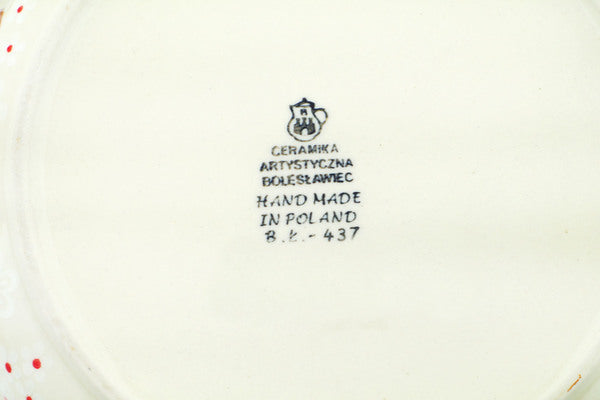 B
CERAMIKA
ARTYSTYCZNA
BOLESŁAWIEC
HAND MADE
IN POLAND
B.Ł.- 437